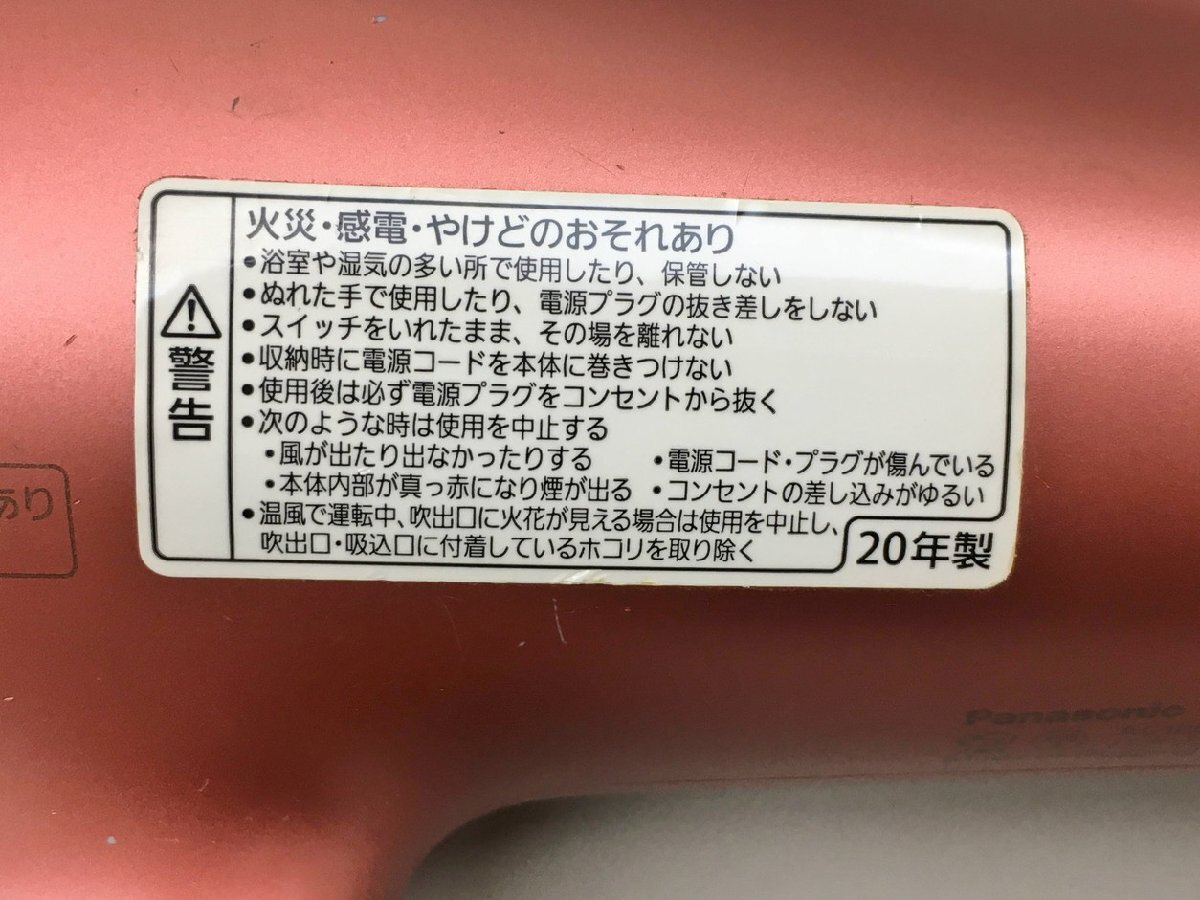 火災・感電・やけどのおそれあり
•浴室や湿気の多い所で使用したり、保管しない
•ぬれた手で使用したり、電源プラグの抜き差しをしない
•スイッチをいれたまま、その場を離れない
•収納時に電源コードを本体に巻きつけない
•使用後は必ず電源プラグをコンセントから抜く
•次のような時は使用を中止する
•風が出たり出なかったりする •電源コード・プラグが傷んでいる
•本体内部が真っ赤になり煙が出る •コンセントの差し込みがゆるい
•温風で運転中、吹出口に火花が見える場合は使用を中止し、
吹出口・吸込口に付着しているホコリを取り除く
警告
20年製
あり
Panasonic